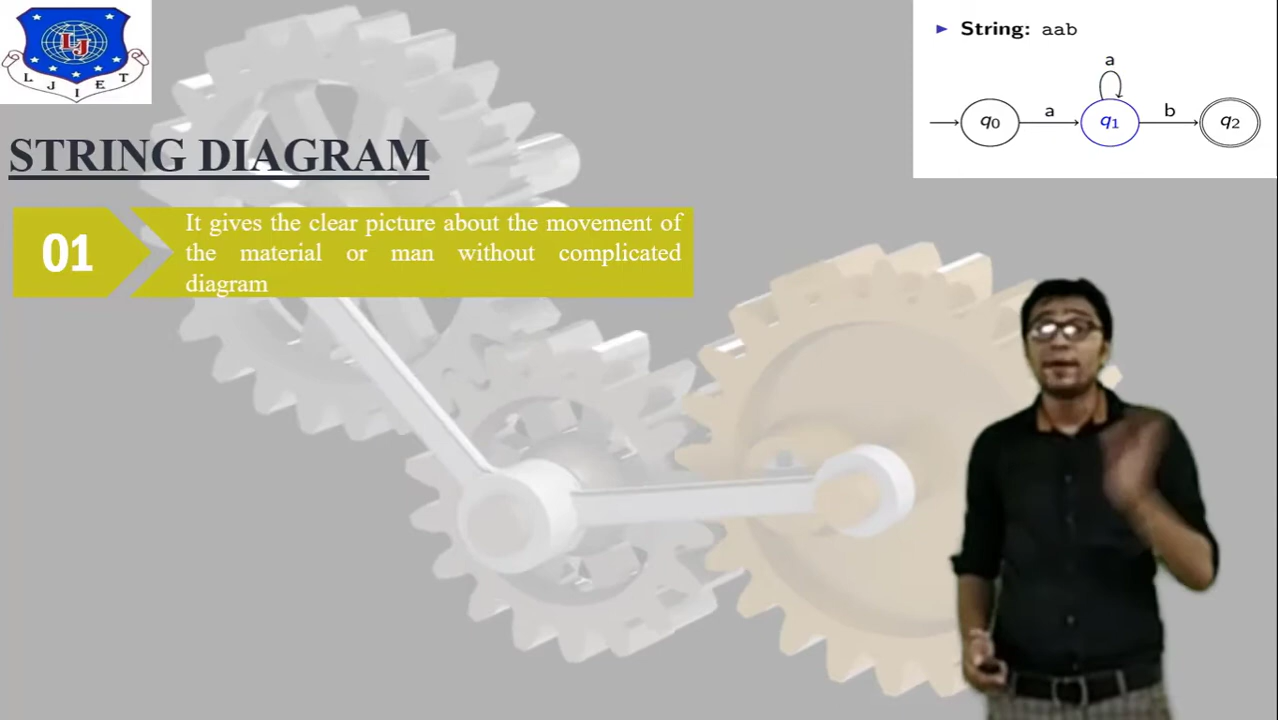 LJ
L J I E T
► String: aab
a
q0 a q1 b q2
STRING DIAGRAM
01
It gives the clear picture about the movement of
the material or man without complicated
diagram